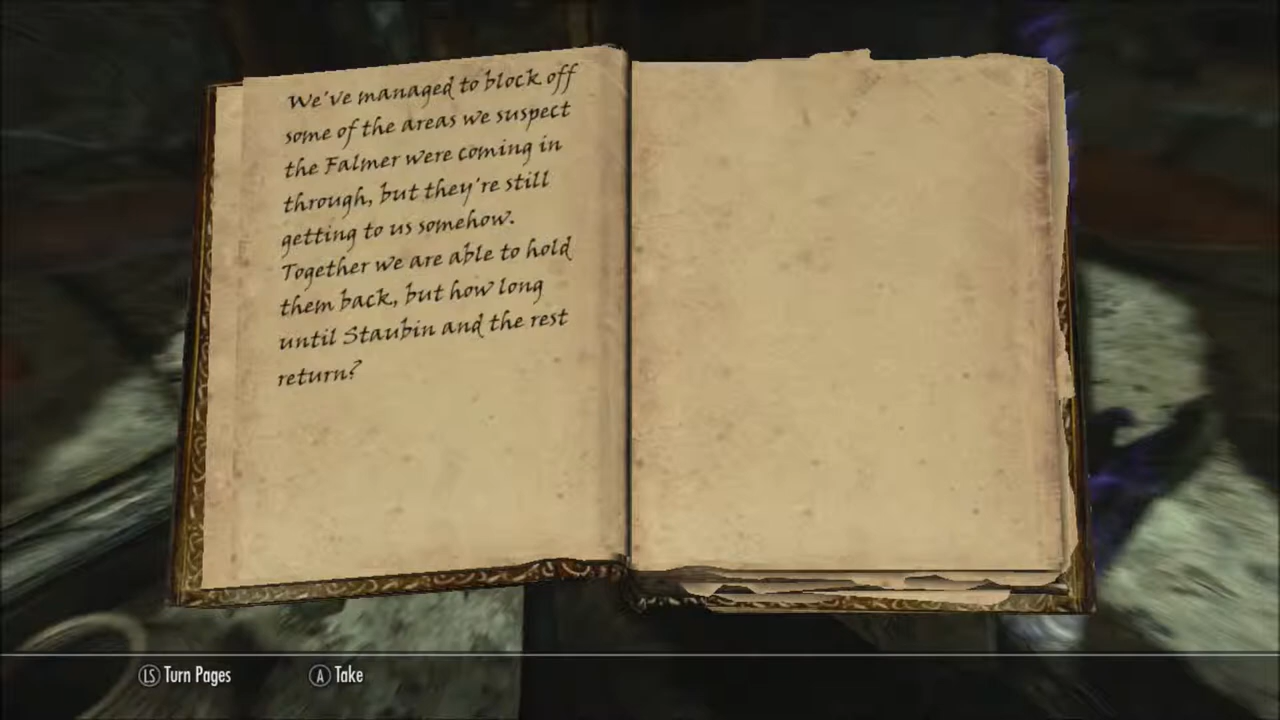 We've managed to block off
some of the areas we suspect
the Falmer were coming in
through, but they're still
getting to us somehow.
Together we are able to hold
them back, but how long
until Staubin and the rest
return?
LS Turn Pages
A Take